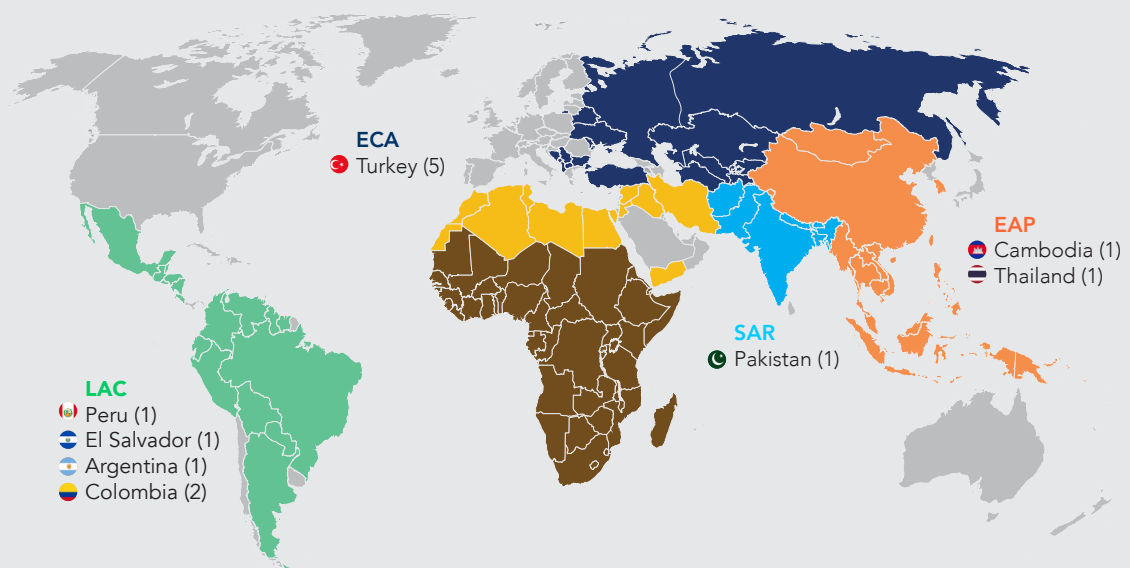 ECA
Turkey (5)
EAP
Cambodia (1)
Thailand (1)
SAR
Pakistan (1)
LAC
Peru (1)
El Salvador (1)
Argentina (1)
Colombia (2)